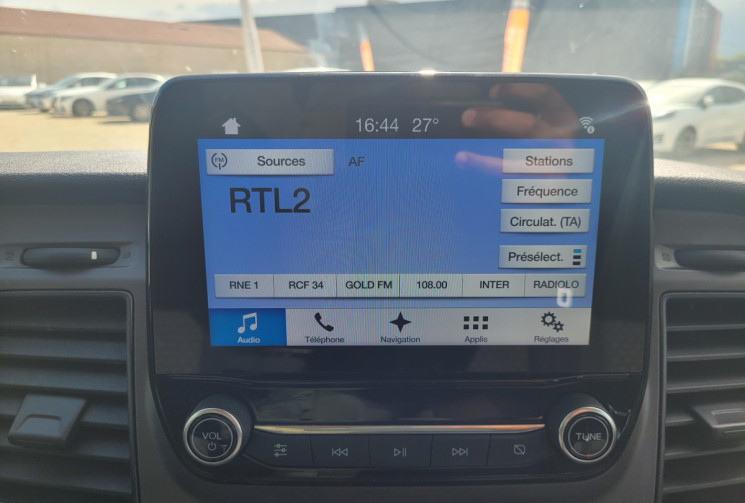 16:44 27°
FM Sources AF Stations
RTL2
Fréquence
Circulat. (TA)
Présélect.
RNE 1 RCF 34 GOLD FM 108.00 INTER RADIOLO
Audio Téléphone Navigation Applis Réglages
VOL TUNE